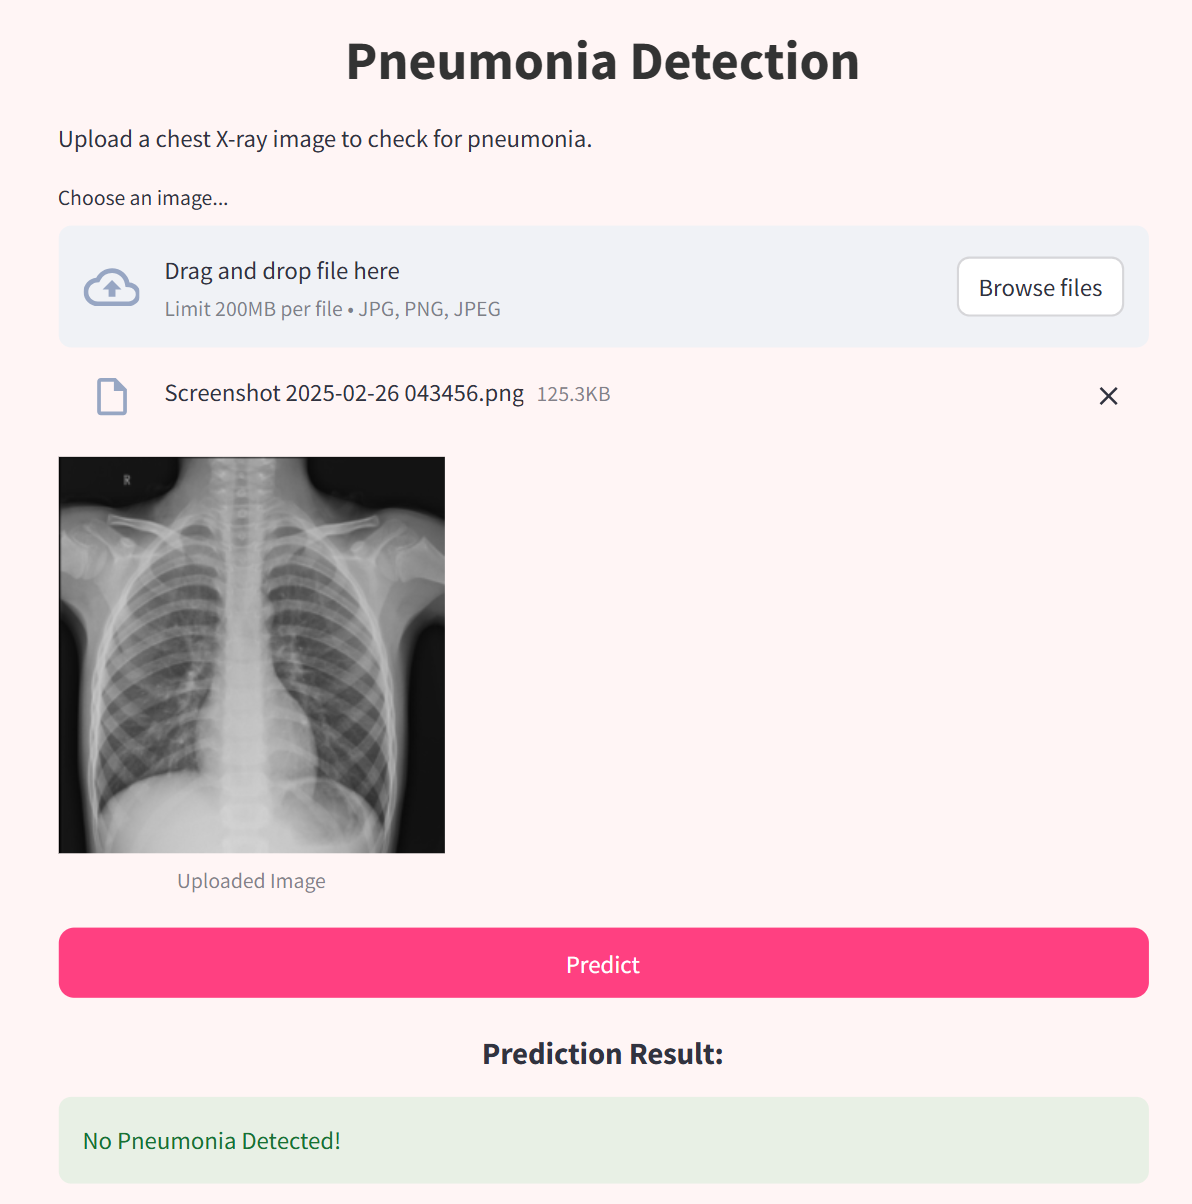 Pneumonia Detection
Upload a chest X-ray image to check for pneumonia.
Choose an image...
Drag and drop file here
Limit 200MB per file • JPG, PNG, JPEG
Browse files
Screenshot 2025-02-26 043456.png 125.3KB
R
Uploaded Image
Predict
Prediction Result:
No Pneumonia Detected!